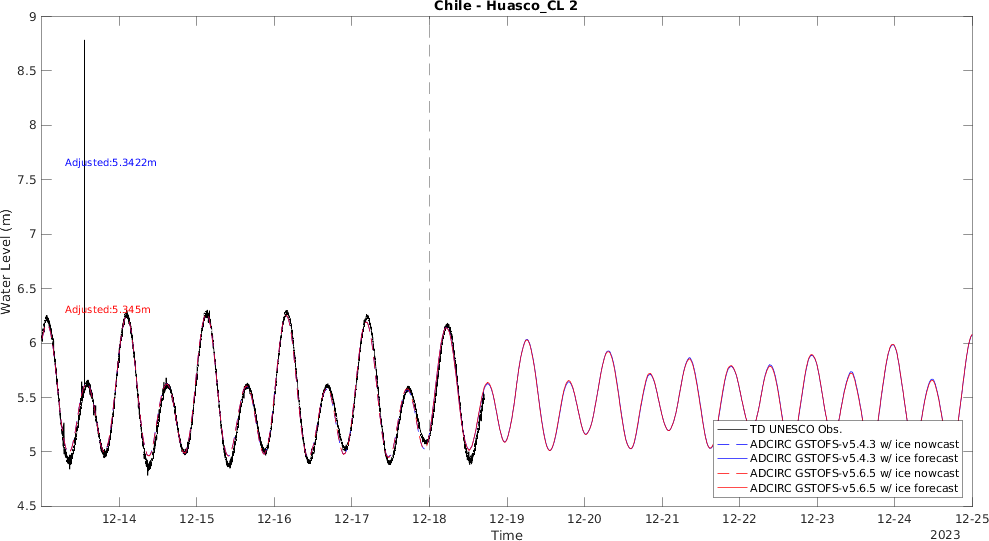 Chile - Huasco_CL 2
9
8.5
8
7.5
7
6.5
6
5.5
5
4.5
Water Level (m)
Adjusted:5.3422m
Adjusted:5.345m
TD UNESCO Obs.
ADCIRC GSTOFS-v5.4.3 w/ ice nowcast
ADCIRC GSTOFS-v5.4.3 w/ ice forecast
ADCIRC GSTOFS-v5.6.5 w/ ice nowcast
ADCIRC GSTOFS-v5.6.5 w/ ice forecast
12-14 12-15 12-16 12-17 12-18 12-19 12-20 12-21 12-22 12-23 12-24 12-25
Time
2023